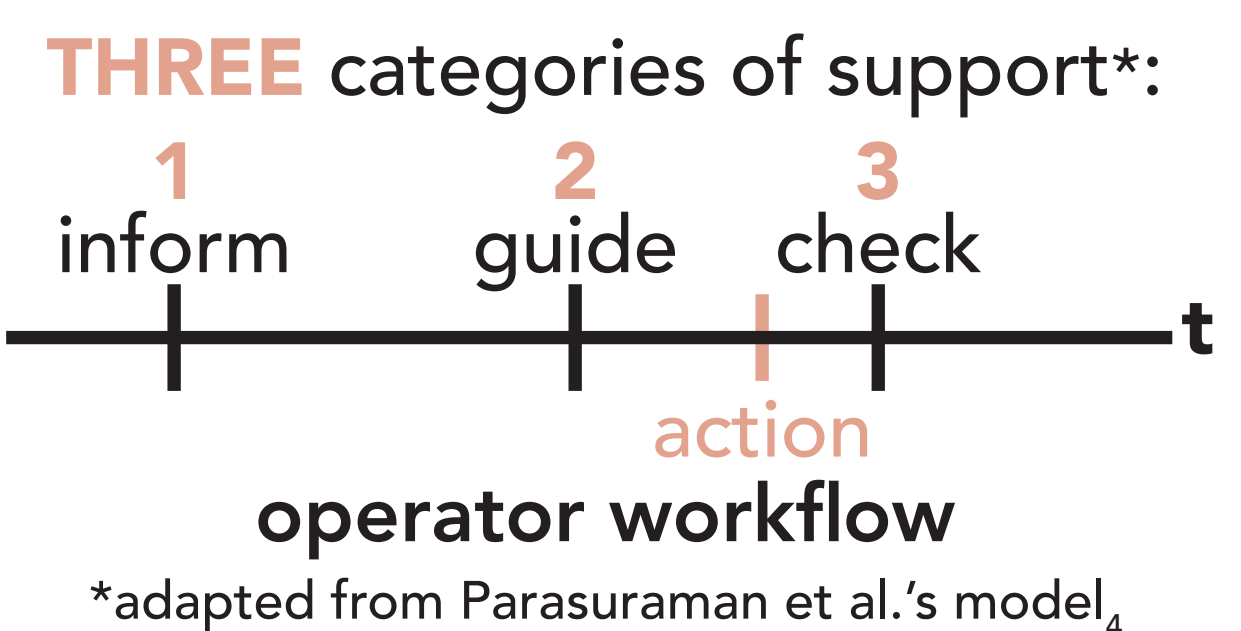 THREE categories of support*:
1 2 3
inform guide check
t
action
operator workflow
*adapted from Parasuraman et al.'s model4